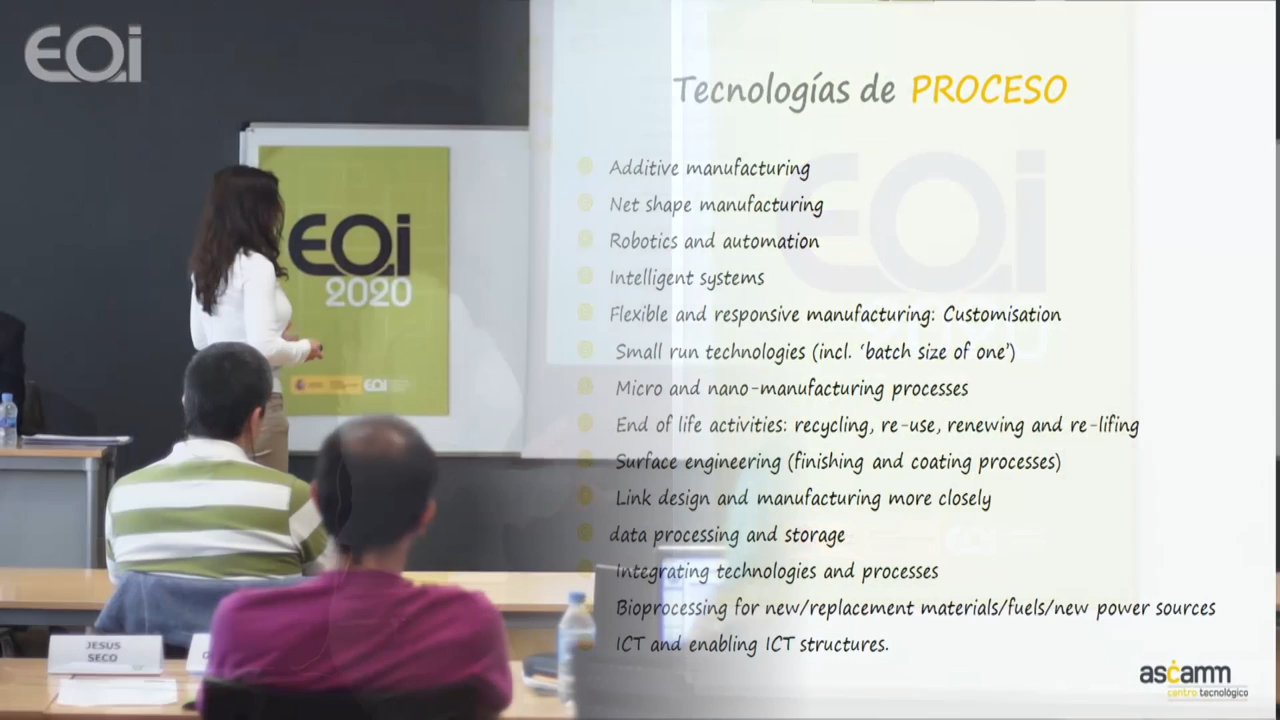 EOi
Tecnologías de PROCESO
Additive manufacturing
Net shape manufacturing
Robotics and automation
Intelligent systems
Flexible and responsive manufacturing: Customisation
Small run technologies (incl. ‘batch size of one’)
Micro and nano-manufacturing processes
End of life activities: recycling, re-use, renewing and re-lifing
Surface engineering (finishing and coating processes)
Link design and manufacturing more closely
data processing and storage
Integrating technologies and processes
Bioprocessing for new/replacement materials/fuels/new power sources
ICT and enabling ICT structures.
ascamm
centro tecnológico
EOi
2020
EOi
EOi
JESUS
SECO